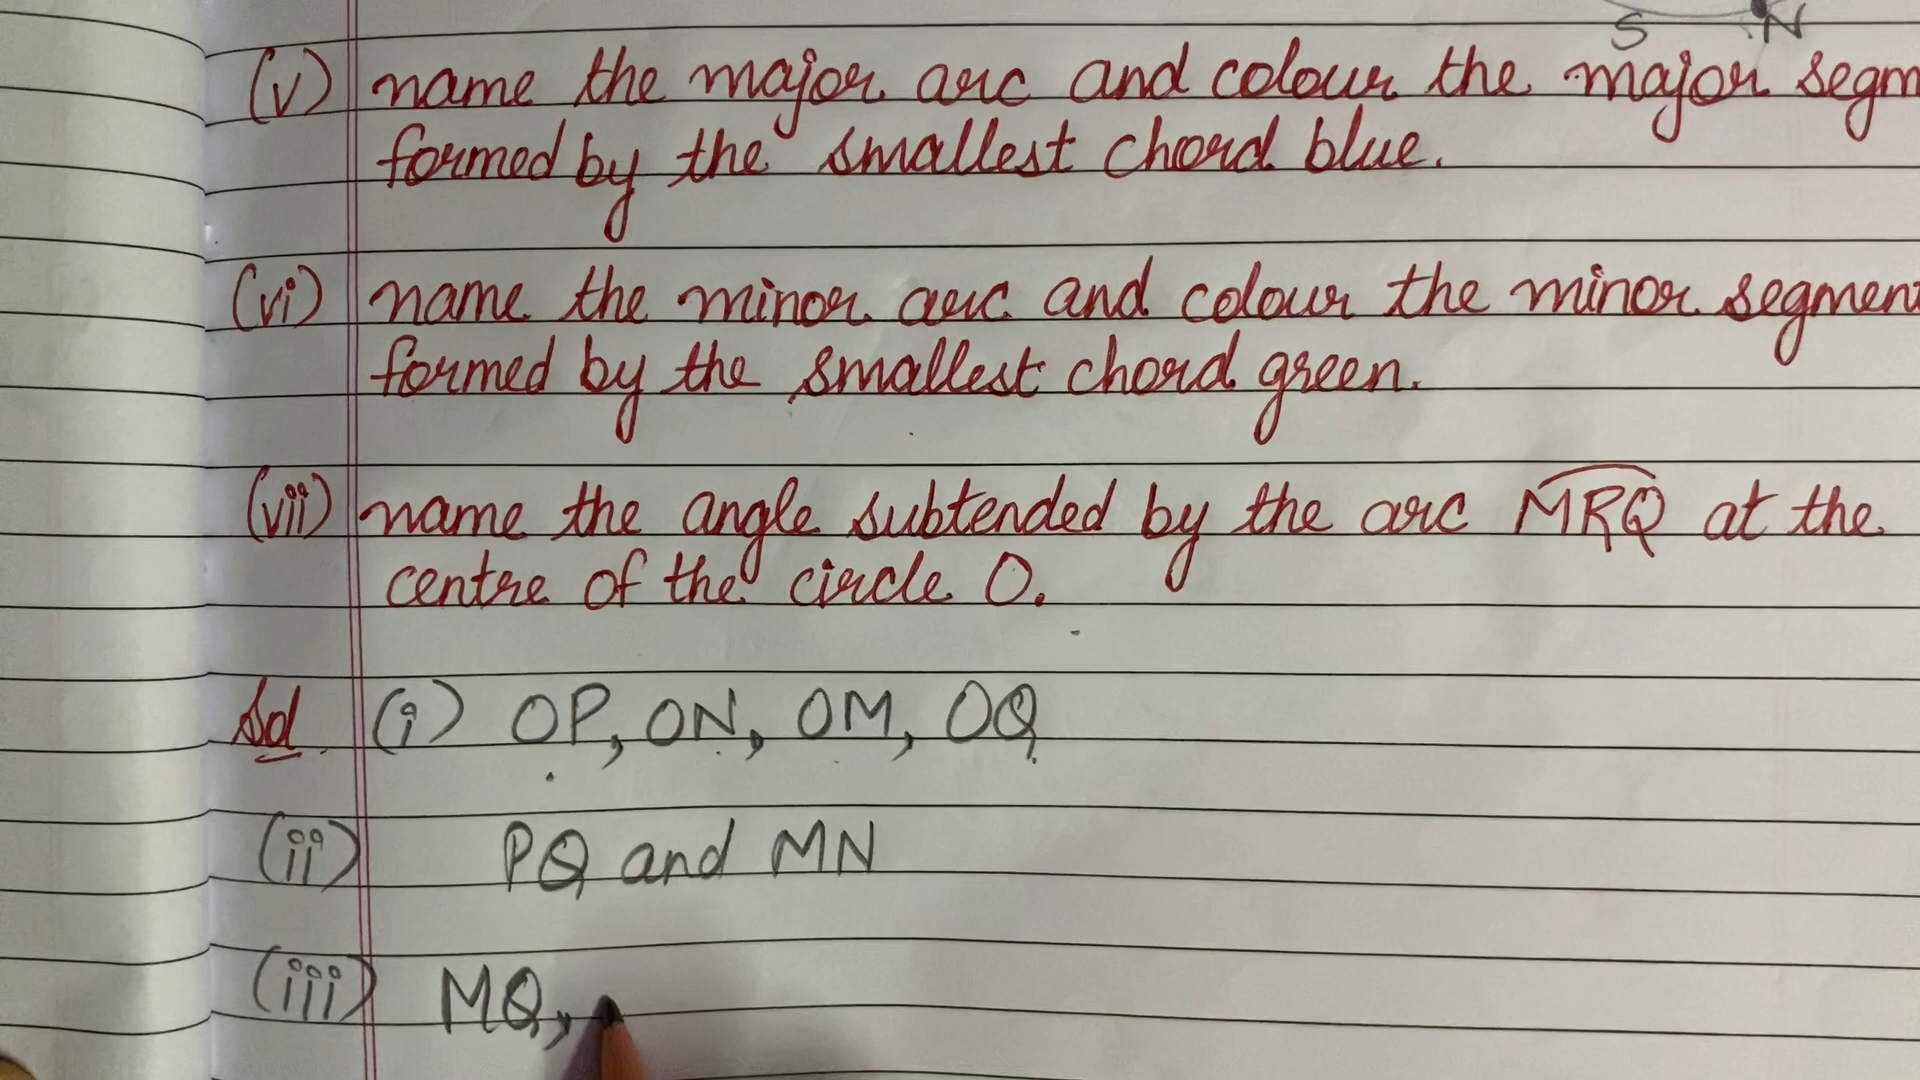 S N
(v) name the major arc and colour the major segm
formed by the smallest chord blue.
(vi) name the minor arc and colour the minor segment
formed by the smallest chord green.
(vii) name the angle subtended by the arc MRQ at the
centre of the circle O.
Sol. (i) OP, ON, OM, OQ
(ii) PQ and MN
(iii) MQ,